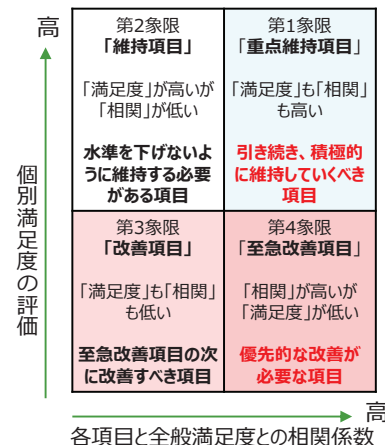 高
個別満足度の評価
第2象限
「維持項目」
「満足度」が高いが
「相関」が低い
水準を下げないよ
うに維持する必要
がある項目
第1象限
「重点維持項目」
「満足度」も「相関」
も高い
引き続き、積極的
に維持していくべき
項目
第3象限
「改善項目」
「満足度」も「相関」
も低い
至急改善項目の次
に改善すべき項目
第4象限
「至急改善項目」
「相関」が高いが
「満足度」が低い
優先的な改善が
必要な項目
高
各項目と全般満足度との相関係数